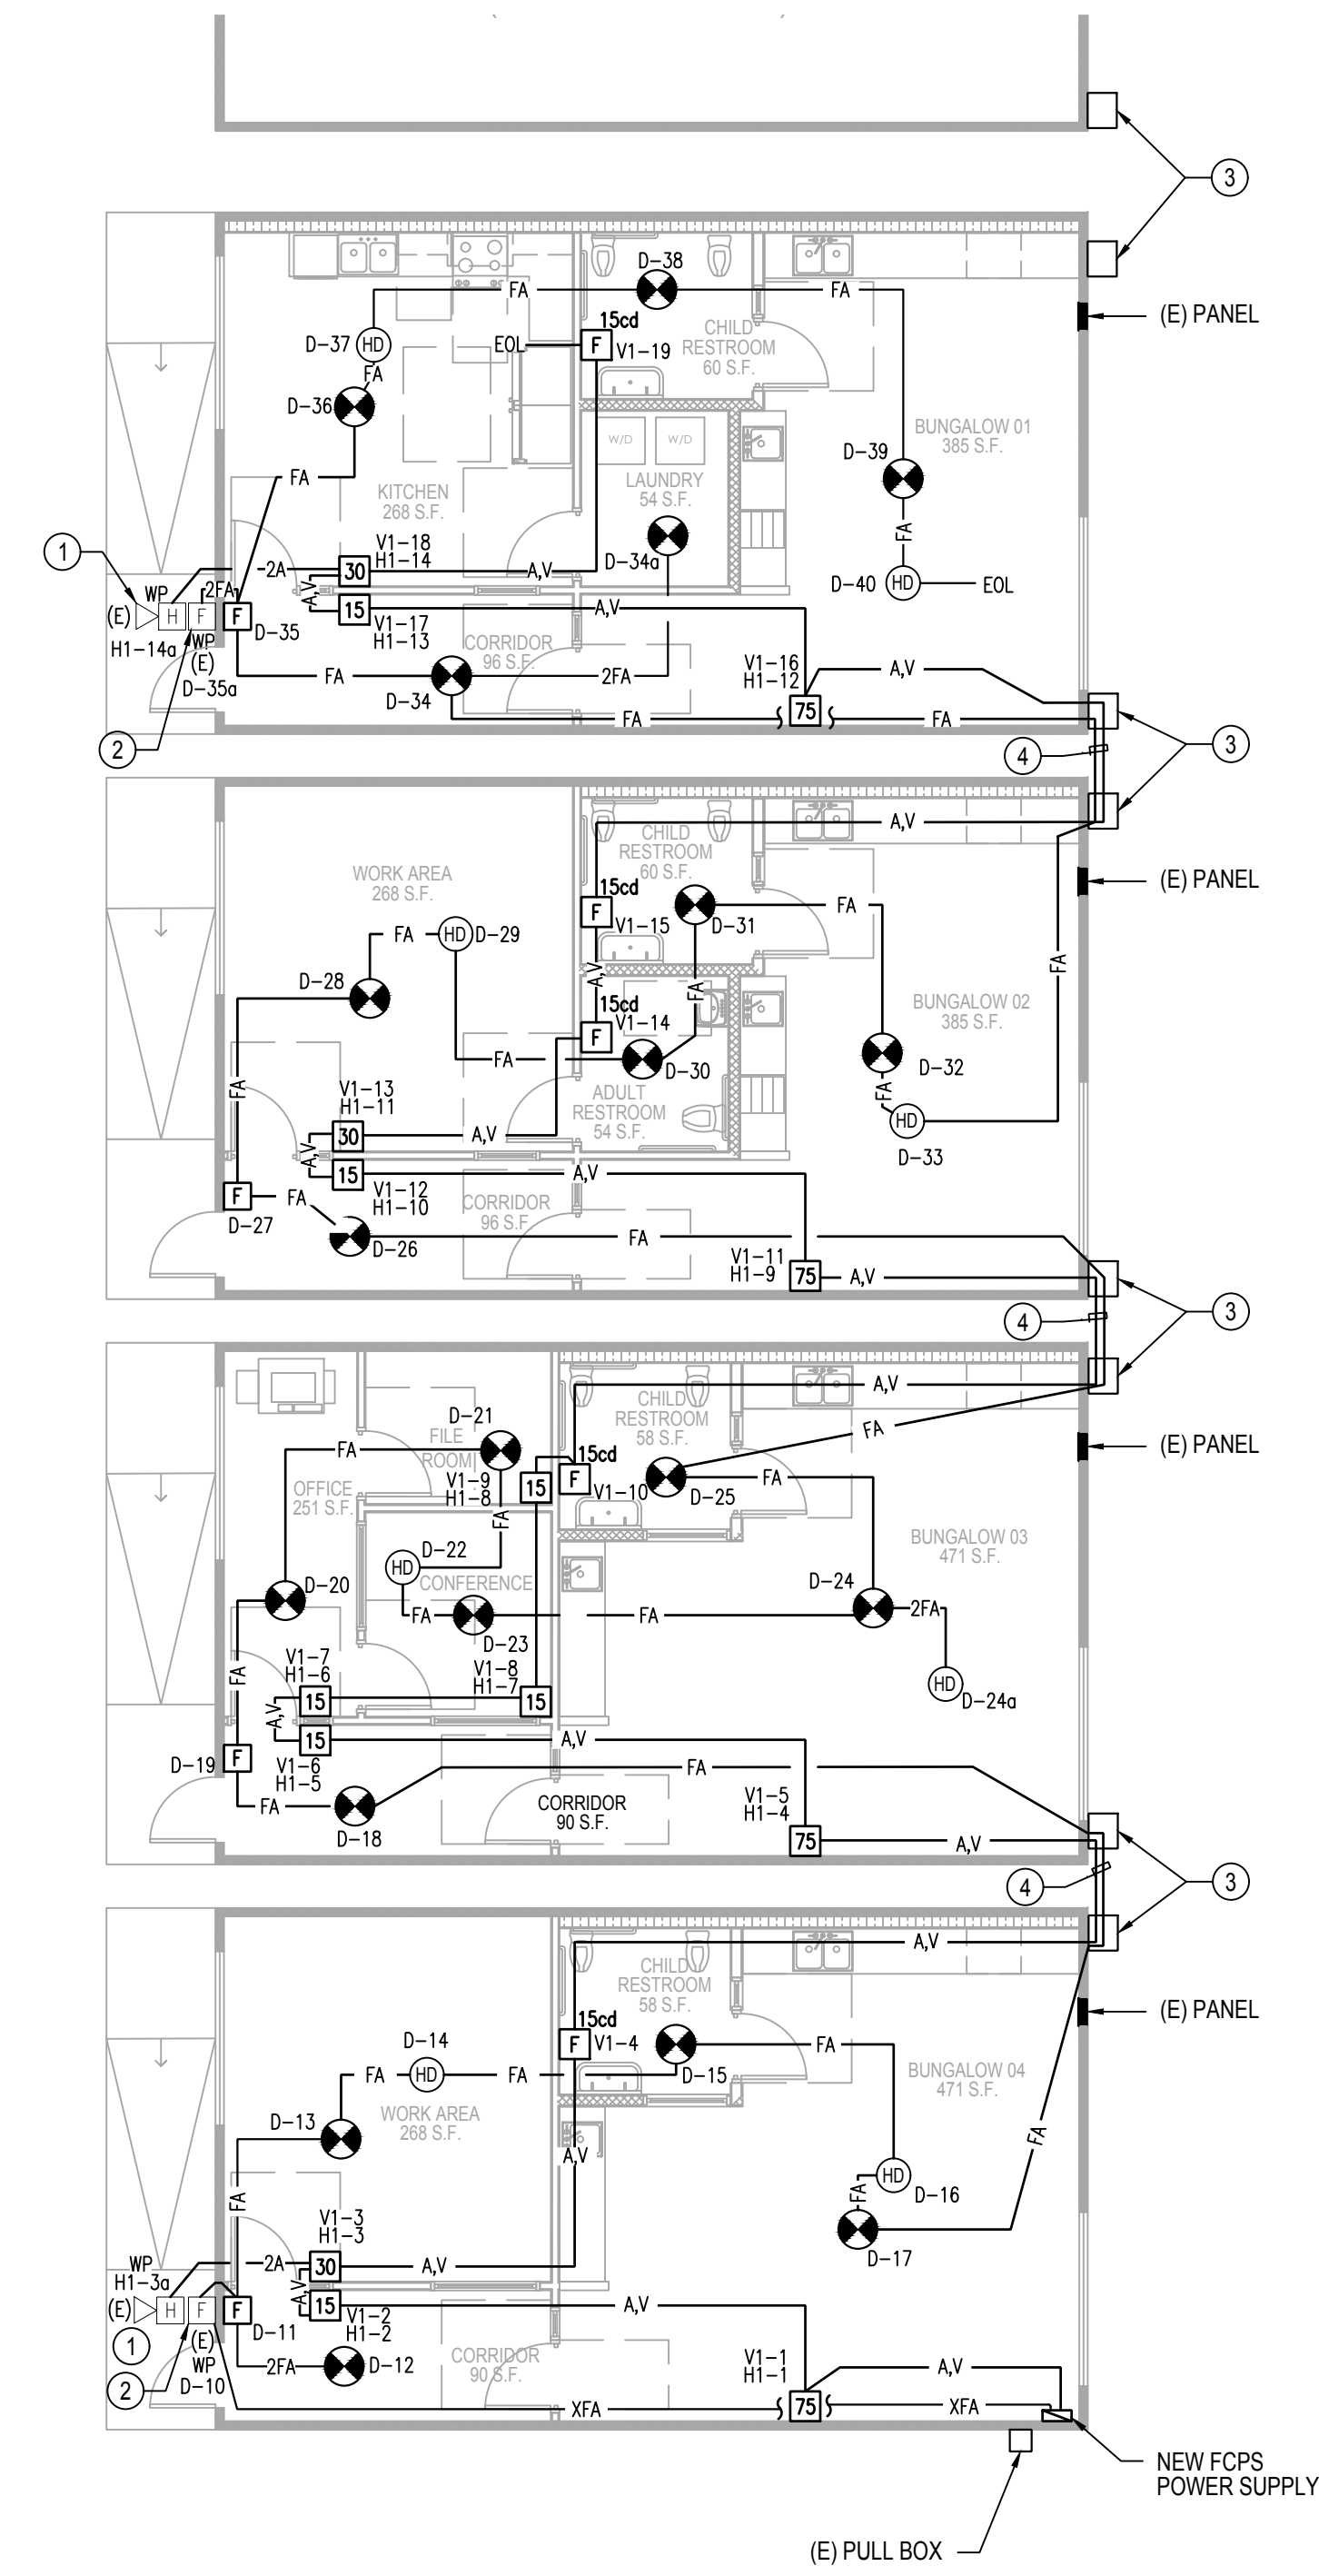 3
D-38
FA
FA
(E) PANEL
15cd
CHILD
RESTROOM
60 S.F.
D-37
HD
EOL
F
V1-19
FA
D-36
BUNGALOW 01
385 S.F.
W/D
W/D
D-39
FA
KITCHEN
268 S.F.
LAUNDRY
54 S.F.
FA
1
V1-18
H1-14
D-34a
2A
30
A,V
D-40
HD
EOL
WP
2FA
A,V
(E)
H
F
F
D-35
15
A,V
H1-14a
WP
(E)
D-35a
V1-17
H1-13
CORRIDOR
96 S.F.
V1-16
H1-12
A,V
FA
2FA
D-34
75
FA
FA
2
4
3
A,V
CHILD
RESTROOM
60 S.F.
WORK AREA
268 S.F.
(E) PANEL
15cd
F
V1-15
D-31
FA
FA
HD
D-29
D-28
A,V
FA
FA
15cd
F
V1-14
BUNGALOW 02
385 S.F.
FA
D-30
D-32
FA
FA
V1-13
H1-11
ADULT
RESTROOM
54 S.F.
30
A,V
HD
D-33
A,V
15
A,V
F
FA
D-27
V1-12
H1-10
CORRIDOR
96 S.F.
D-26
FA
V1-11
H1-9
75
A,V
4
3
A,V
CHILD
RESTROOM
58 S.F.
D-21
FILE
ROOM
FA
FA
(E) PANEL
15cd
OFFICE
251 S.F.
V1-9
H1-8
15
F
V1-10
D-25
FA
FA
BUNGALOW 03
471 S.F.
HD
D-22
CONFERENCE
D-20
D-24
FA
D-23
FA
2FA
FA
V1-7
H1-6
V1-8
H1-7
HD
D-24a
15
15
A,V
15
A,V
D-19
F
V1-6
H1-5
FA
FA
D-18
CORRIDOR
90 S.F.
V1-5
H1-4
75
A,V
4
3
A,V
CHILD
RESTROOM
58 S.F.
(E) PANEL
15cd
F
V1-4
D-14
FA
HD
FA
D-15
FA
BUNGALOW 04
471 S.F.
D-13
WORK AREA
268 S.F.
FA
A,V
HD
D-16
FA
FA
D-17
V1-3
H1-3
WP
H1-3a
2A
30
A,V
A,V
(E)
H
F
F
D-11
15
A,V
V1-2
H1-2
1
(E)
WP
D-10
2FA
D-12
CORRIDOR
90 S.F.
V1-1
H1-1
A,V
2
XFA
75
XFA
NEW FCPS
POWER SUPPLY
(E) PULL BOX